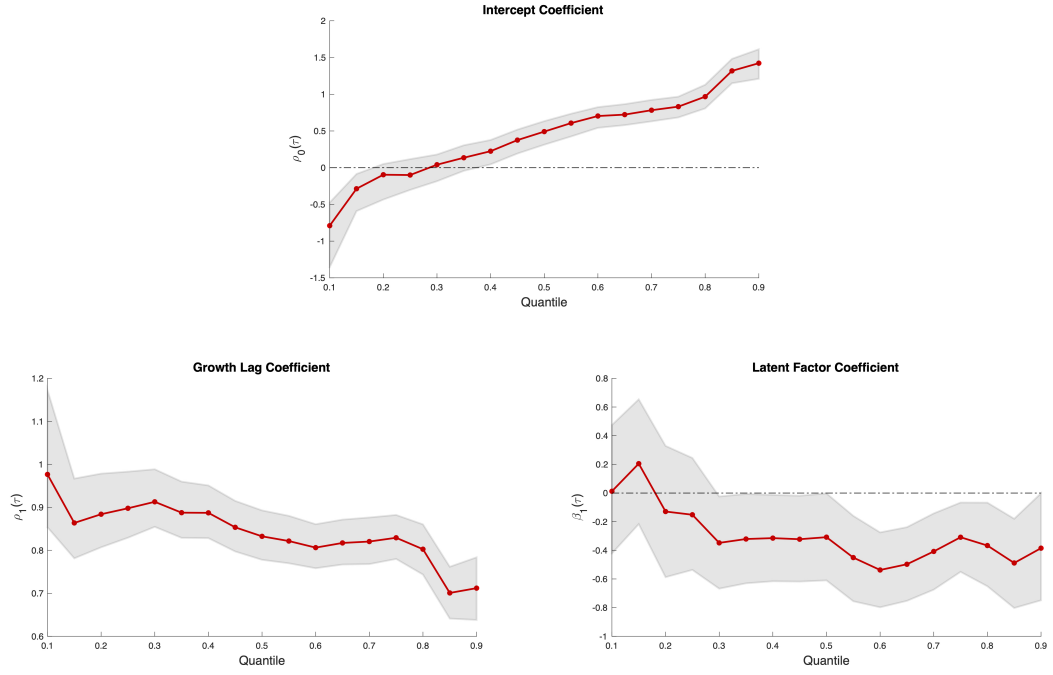 Intercept Coefficient
2
1.5
1
0.5
0
-0.5
-1
-1.5
ρ0(τ)
0.1 0.2 0.3 0.4 0.5 0.6 0.7 0.8 0.9
Quantile
Growth Lag Coefficient
1.2
1.1
1
0.9
0.8
0.7
0.6
ρ1(τ)
0.1 0.2 0.3 0.4 0.5 0.6 0.7 0.8 0.9
Quantile
Latent Factor Coefficient
0.8
0.6
0.4
0.2
0
-0.2
-0.4
-0.6
-0.8
-1
β1(τ)
0.1 0.2 0.3 0.4 0.5 0.6 0.7 0.8 0.9
Quantile